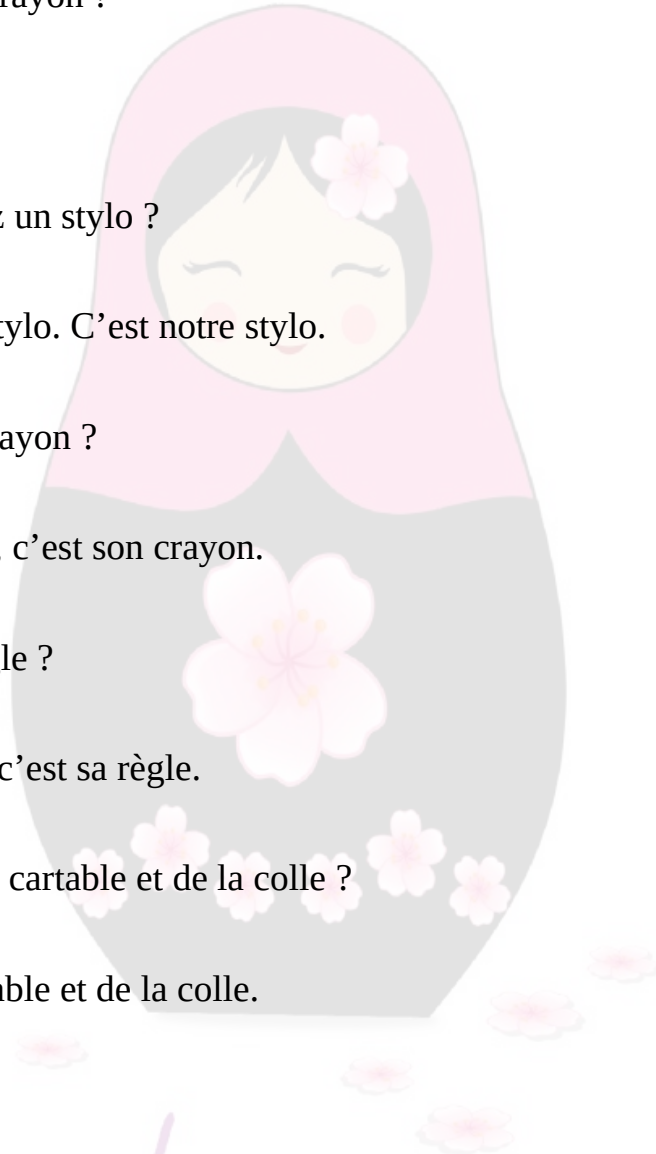 rayon ?
z un stylo ?
tylo. C’est notre stylo.
ayon ?
c’est son crayon.
le ?
c’est sa règle.
cartable et de la colle ?
able et de la colle.